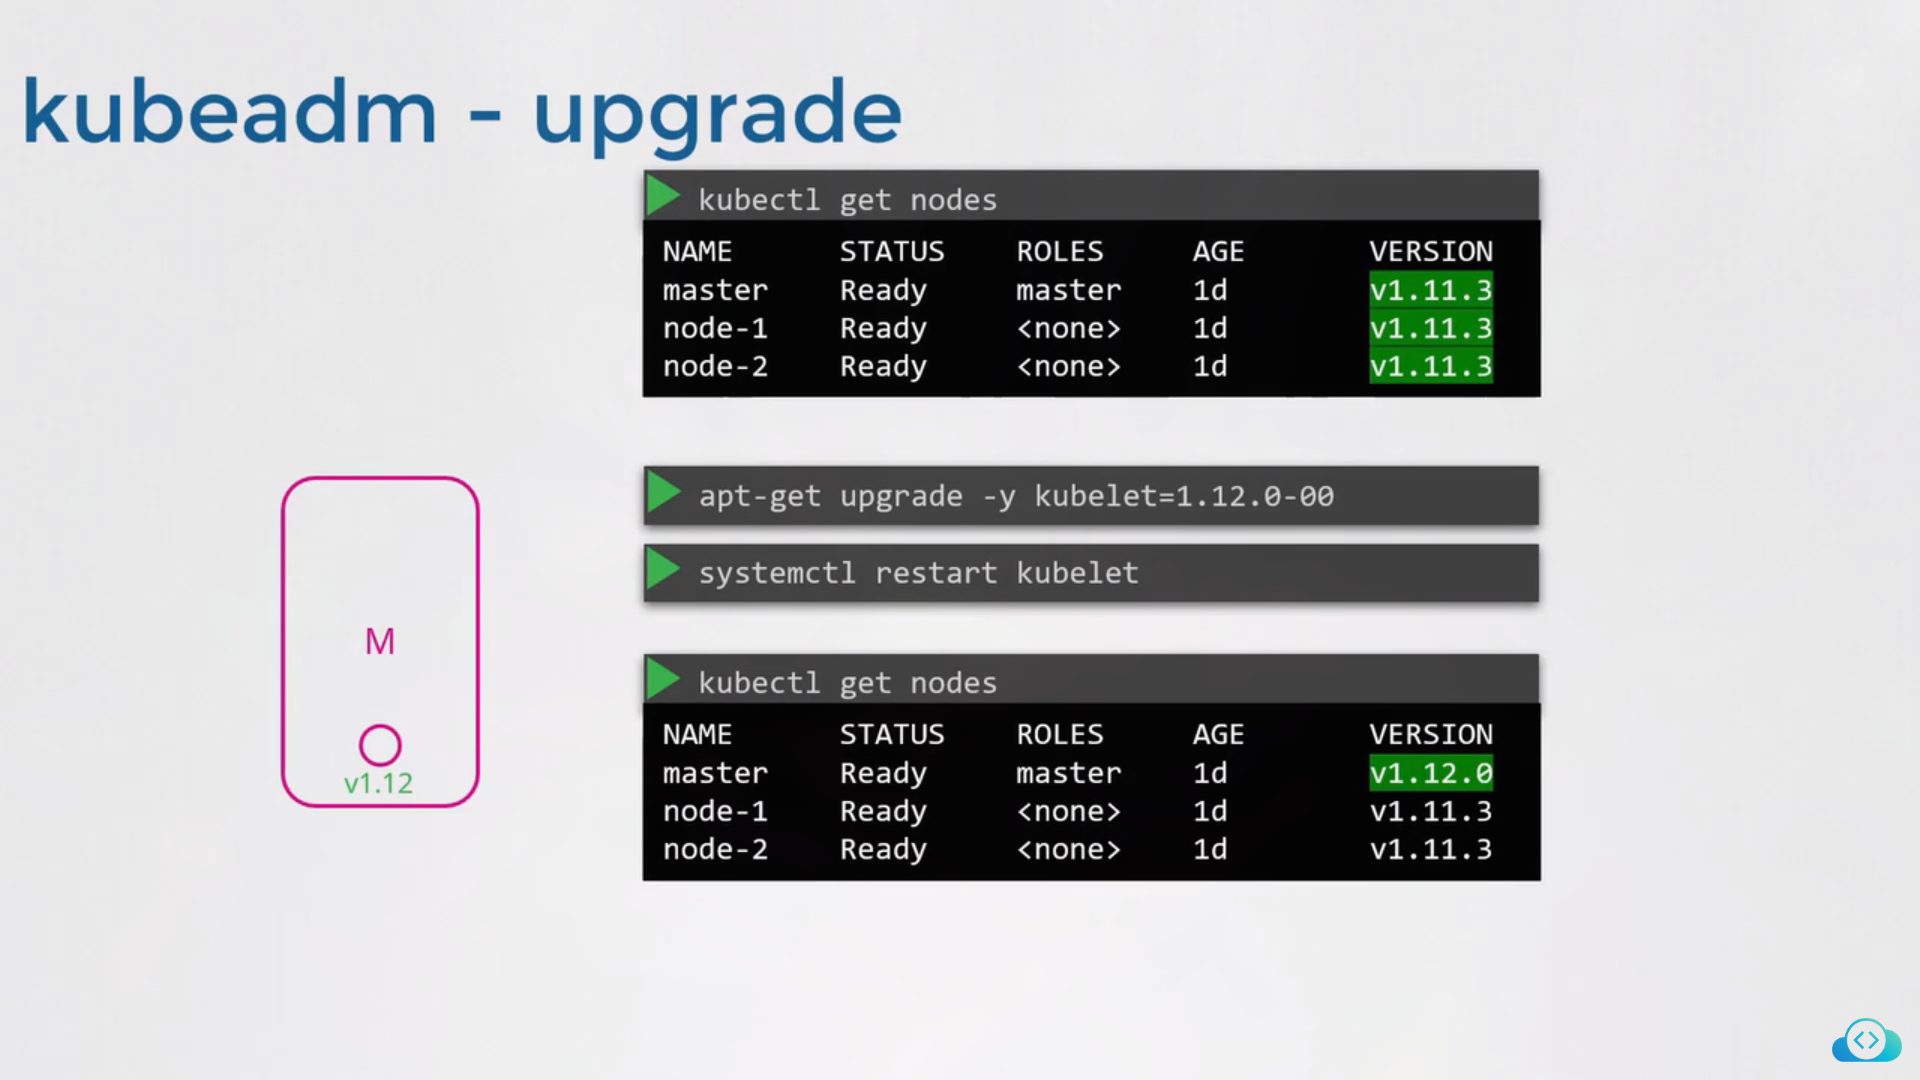 kubeadm - upgrade
kubectl get nodes
NAME STATUS ROLES AGE VERSION
master Ready master 1d v1.11.3
node-1 Ready <none> 1d v1.11.3
node-2 Ready <none> 1d v1.11.3
apt-get upgrade -y kubelet=1.12.0-00
systemctl restart kubelet
M
v1.12
kubectl get nodes
NAME STATUS ROLES AGE VERSION
master Ready master 1d v1.12.0
node-1 Ready <none> 1d v1.11.3
node-2 Ready <none> 1d v1.11.3